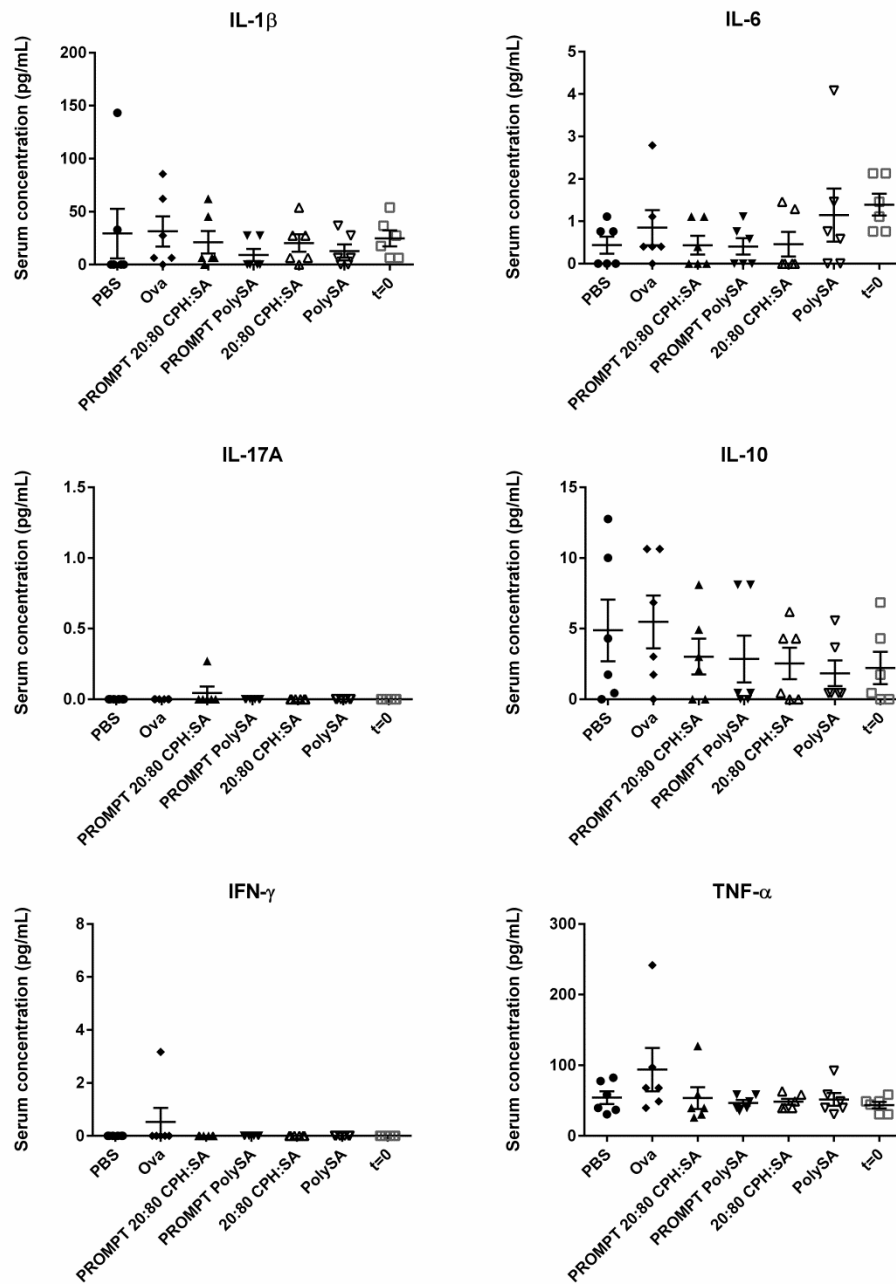 IL-1β
Serum concentration (pg/mL)
200
150
100
50
0
PBS
Ova
PROMPT 20:80 CPH:SA
PROMPT PolySA
20:80 CPH:SA
PolySA
t=0
IL-6
Serum concentration (pg/mL)
5
4
3
2
1
0
PBS
Ova
PROMPT 20:80 CPH:SA
PROMPT PolySA
20:80 CPH:SA
PolySA
t=0
IL-17A
Serum concentration (pg/mL)
1.5
1.0
0.5
0.0
PBS
Ova
PROMPT 20:80 CPH:SA
PROMPT PolySA
20:80 CPH:SA
PolySA
t=0
IL-10
Serum concentration (pg/mL)
15
10
5
0
PBS
Ova
PROMPT 20:80 CPH:SA
PROMPT PolySA
20:80 CPH:SA
PolySA
t=0
IFN-γ
Serum concentration (pg/mL)
8
6
4
2
0
PBS
Ova
PROMPT 20:80 CPH:SA
PROMPT PolySA
20:80 CPH:SA
PolySA
t=0
TNF-α
Serum concentration (pg/mL)
300
200
100
0
PBS
Ova
PROMPT 20:80 CPH:SA
PROMPT PolySA
20:80 CPH:SA
PolySA
t=0